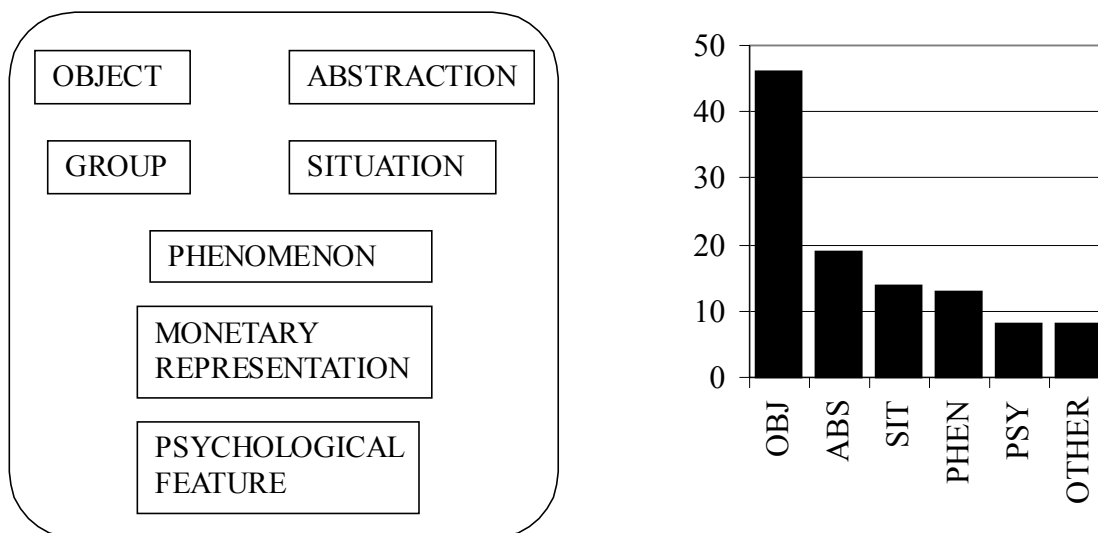 OBJECT
ABSTRACTION
GROUP
SITUATION
PHENOMENON
MONETARY
REPRESENTATION
PSYCHOLOGICAL
FEATURE
50
40
30
20
10
0
OBJ
ABS
SIT
PHEN
PSY
OTHER